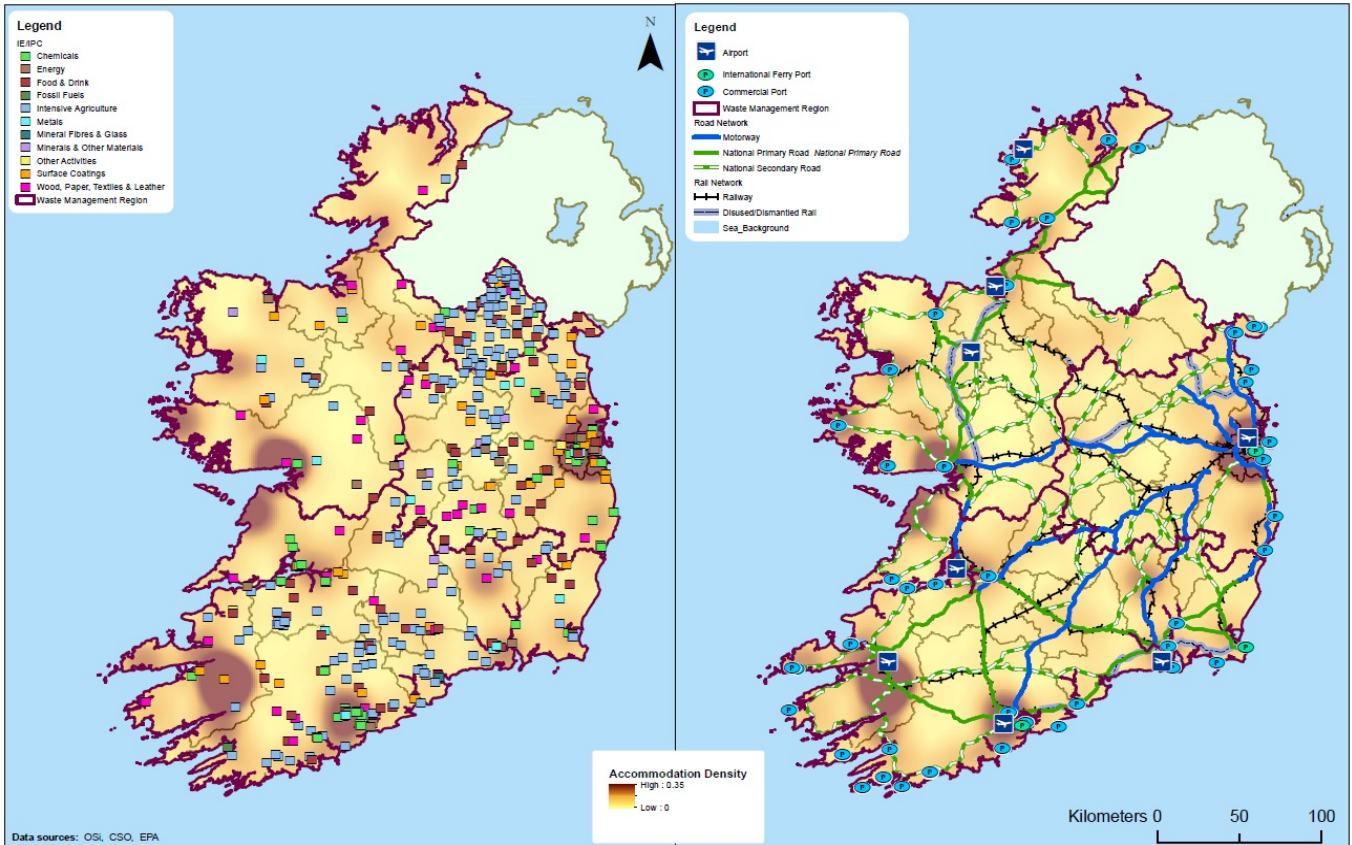 Legend
IE/IPC
Chemicals
Energy
Food & Drink
Fossil Fuels
Intensive Agriculture
Metals
Mineral Fibres & Glass
Minerals & Other Materials
Other Activities
Surface Coatings
Wood, Paper, Textiles & Leather
Waste Management Region
N
Data sources: OSi, CSO, EPA
Legend
Airport
P International Ferry Port
P Commercial Port
Waste Management Region
Road Network
Motorway
National Primary Road National Primary Road
National Secondary Road
Rail Network
Railway
Disused/Dismantled Rail
Sea_Background
Accommodation Density
High : 0.35
Low : 0
Kilometers 0 50 100